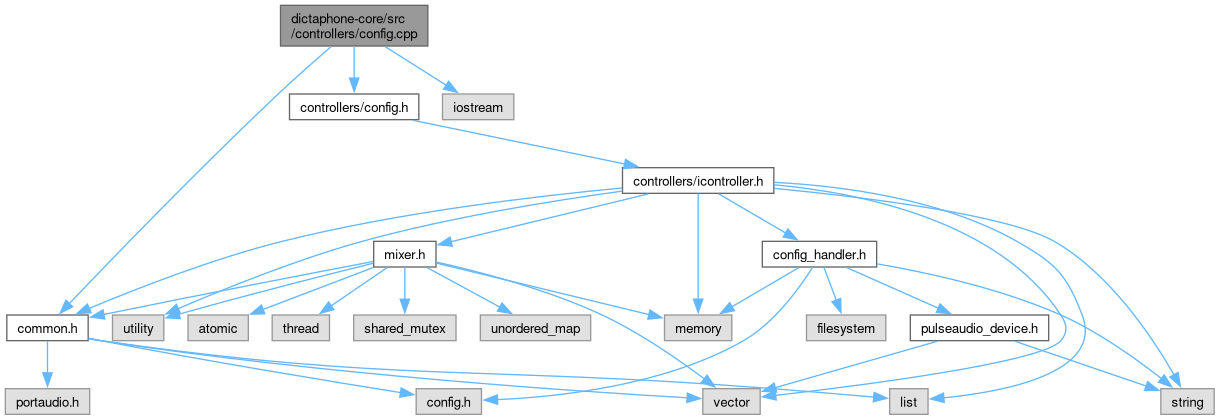 dictaphone-core/src
/controllers/config.cpp
controllers/config.h
iostream
controllers/icontroller.h
mixer.h
config_handler.h
common.h
utility
atomic
thread
shared_mutex
unordered_map
memory
filesystem
pulseaudio_device.h
portaudio.h
config.h
vector
list
string